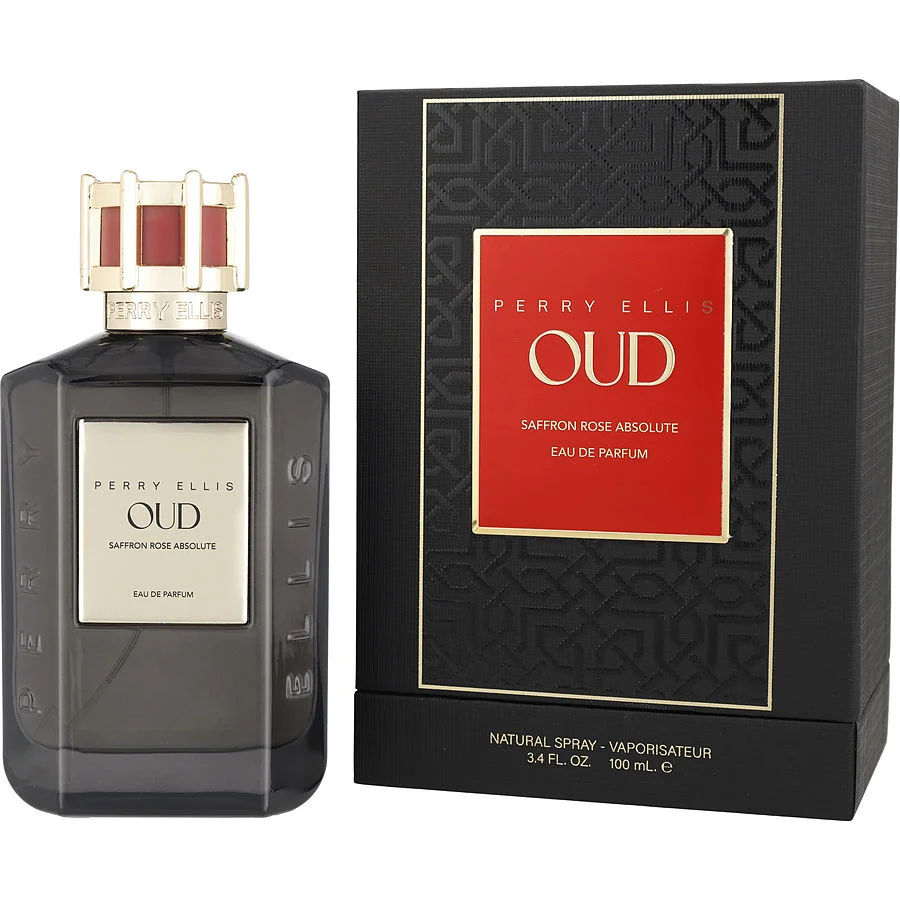 PERRY ELLIS
PERRY
ELLIS
PERRY ELLIS
OUD
SAFFRON ROSE ABSOLUTE
EAU DE PARFUM
PERRY ELLIS
OUD
SAFFRON ROSE ABSOLUTE
EAU DE PARFUM
NATURAL SPRAY - VAPORISATEUR
3.4 FL. OZ. 100 mL. ℮